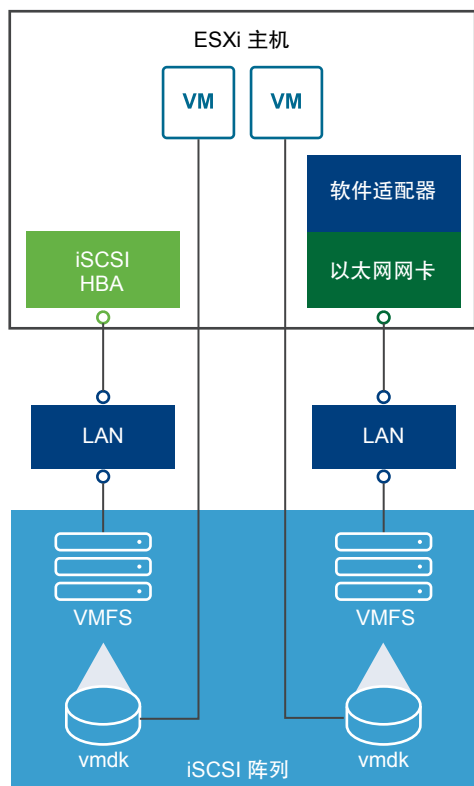 ESXi 主机
VM
VM
软件适配器
iSCSI
HBA
以太网网卡
LAN
LAN
VMFS
VMFS
vmdk
vmdk
iSCSI 阵列